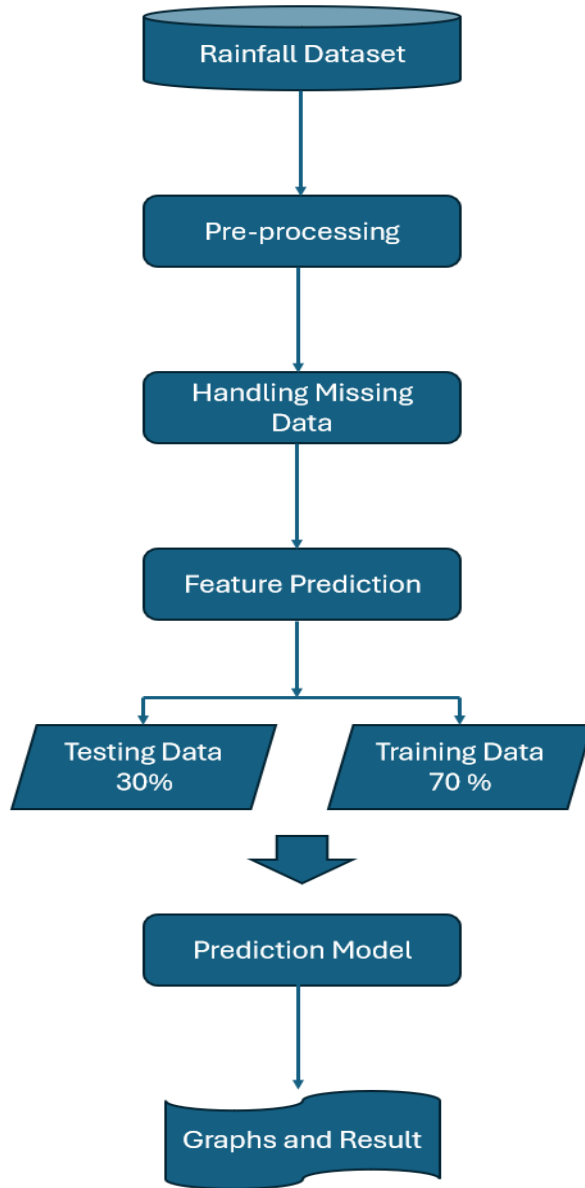 Rainfall Dataset
Pre-processing
Handling Missing
Data
Feature Prediction
Testing Data
30%
Training Data
70 %
Prediction Model
Graphs and Result